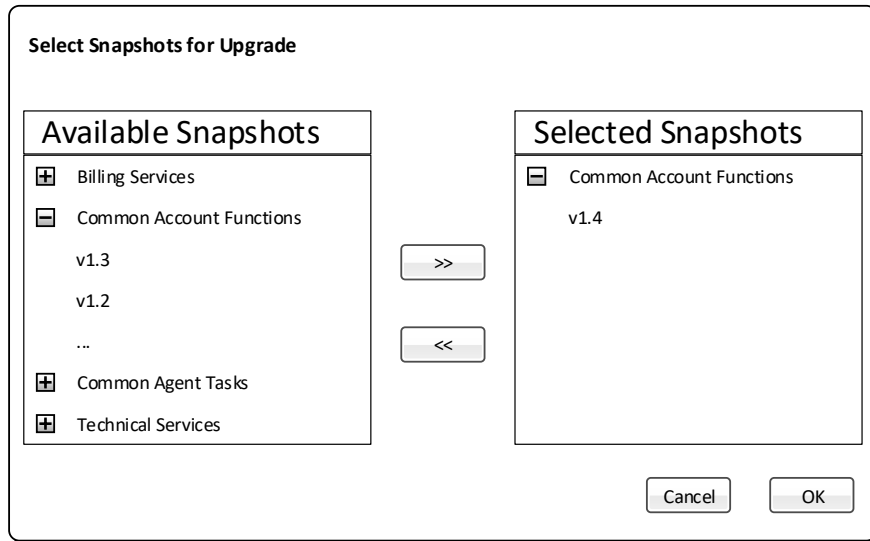 Select Snapshots for Upgrade
Available Snapshots
Billing Services
Common Account Functions
v1.3
v1.2
...
Common Agent Tasks
Technical Services
>>
<<
Selected Snapshots
Common Account Functions
v1.4
Cancel
OK